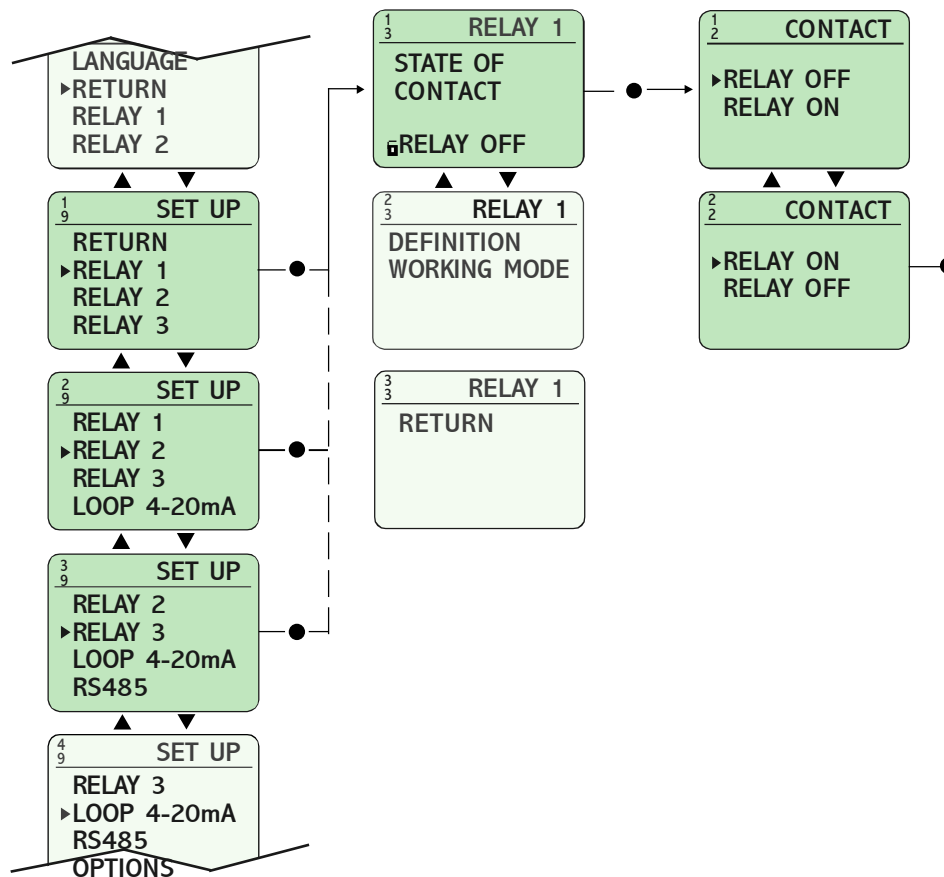 LANGUAGE
▶RETURN
RELAY 1
RELAY 2
1
9
SET UP
RETURN
▶RELAY 1
RELAY 2
RELAY 3
2
9
SET UP
RELAY 1
▶RELAY 2
RELAY 3
LOOP 4-20mA
3
9
SET UP
RELAY 2
▶RELAY 3
LOOP 4-20mA
RS485
4
9
SET UP
RELAY 3
▶LOOP 4-20mA
RS485
OPTIONS
1
3
RELAY 1
STATE OF
CONTACT
RELAY OFF
2
3
RELAY 1
DEFINITION
WORKING MODE
3
3
RELAY 1
RETURN
1
2
CONTACT
▶RELAY OFF
RELAY ON
2
2
CONTACT
▶RELAY ON
RELAY OFF